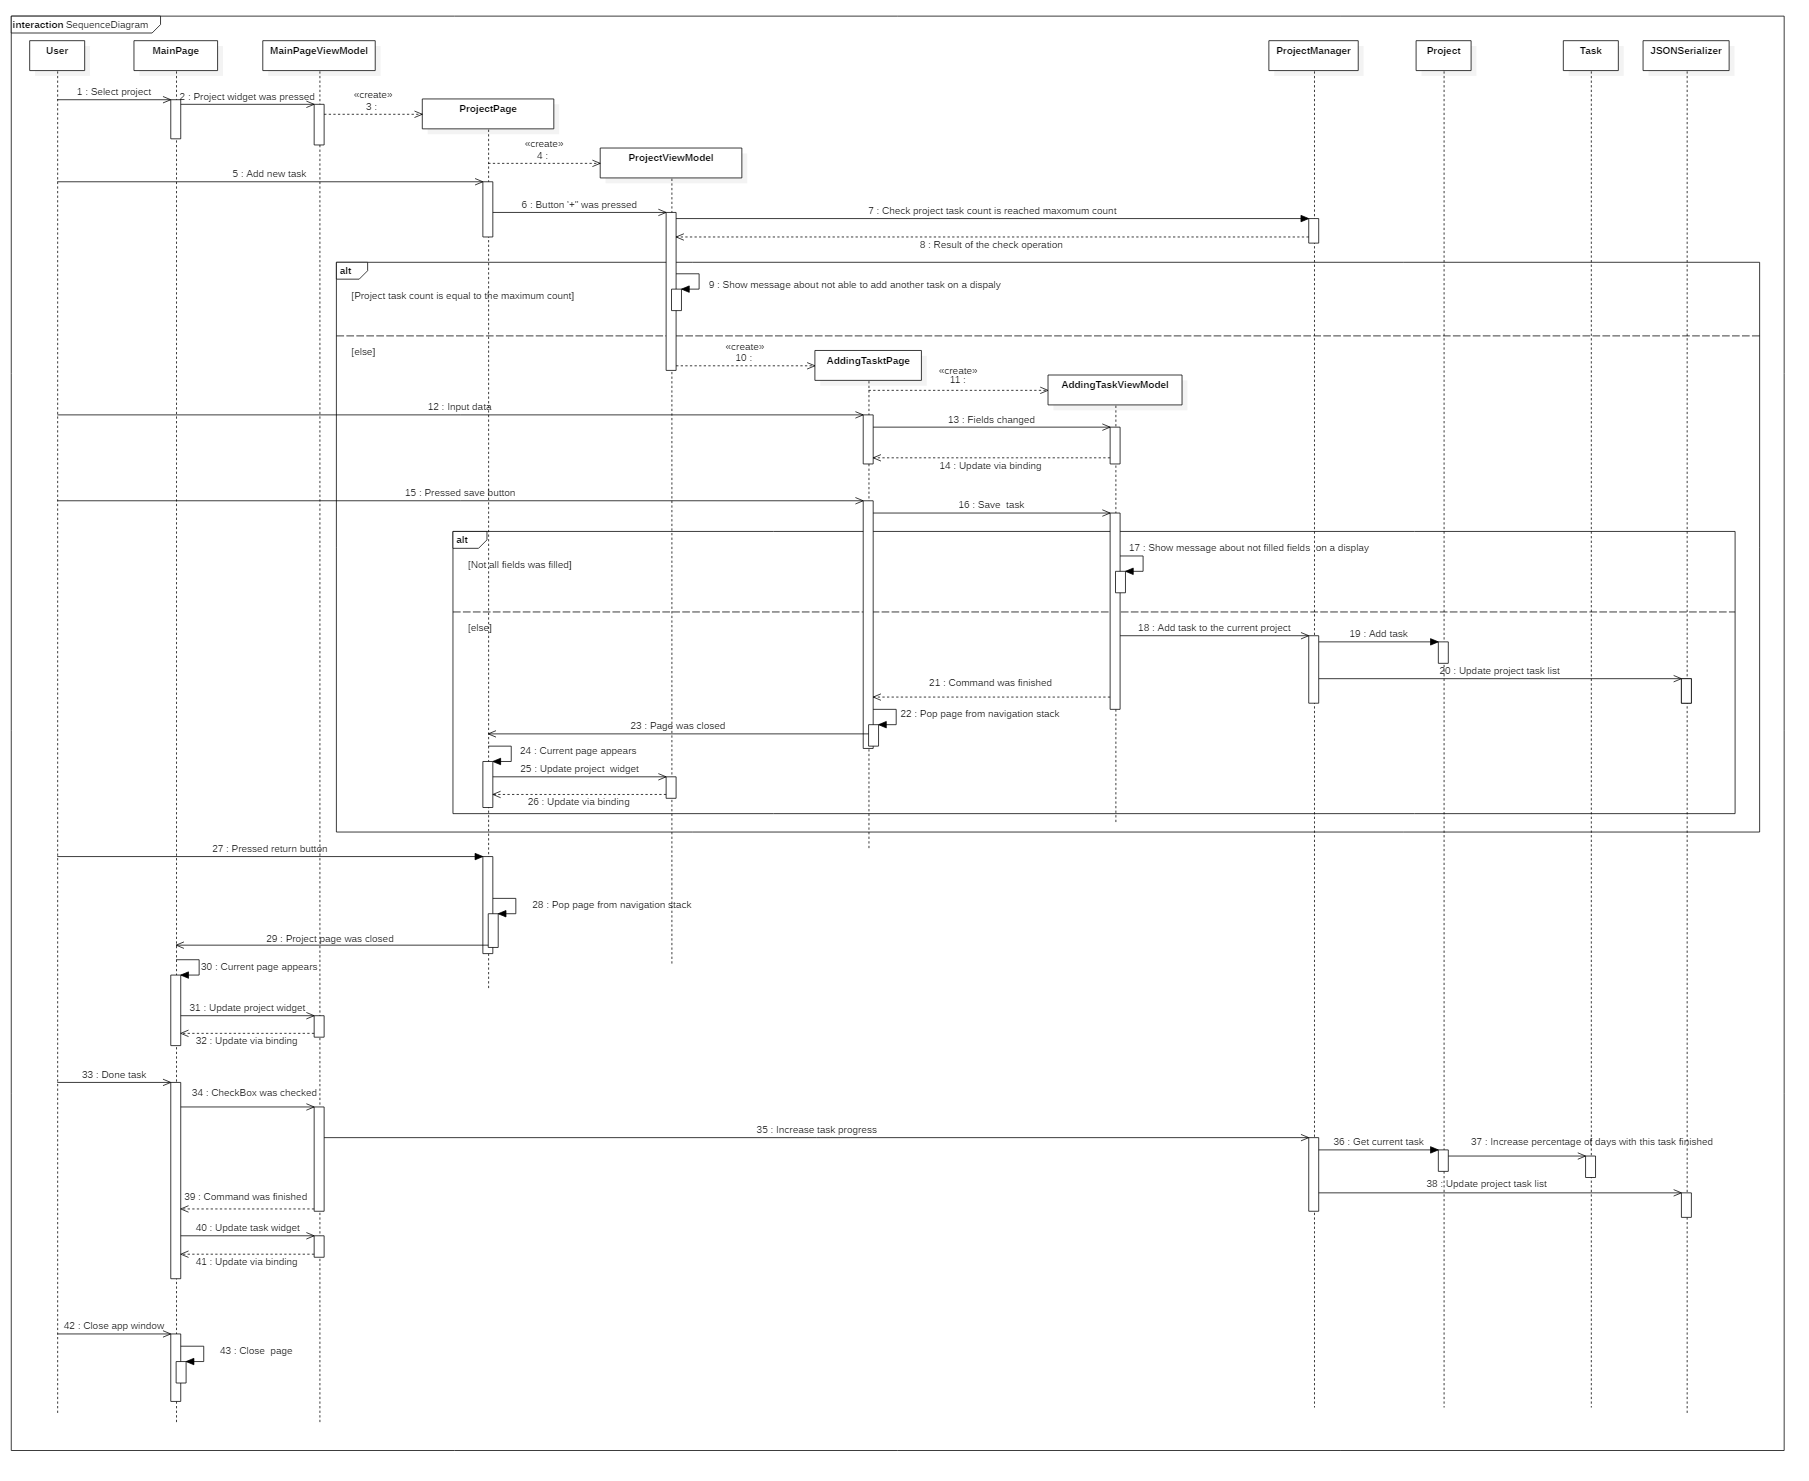 interaction SequenceDiagram
User
MainPage
MainPageViewModel
ProjectManager
Project
Task
JSONSerializer
1 : Select project
2 : Project widget was pressed
«create»
3 :
ProjectPage
«create»
4 :
ProjectViewModel
5 : Add new task
6 : Button '+" was pressed
7 : Check project task count is reached maxomum count
8 : Result of the check operation
alt
9 : Show message about not able to add another task on a dispaly
[Project task count is equal to the maximum count]
[else]
«create»
10 :
AddingTasktPage
«create»
11 :
AddingTaskViewModel
12 : Input data
13 : Fields changed
14 : Update via binding
15 : Pressed save button
16 : Save  task
alt
17 : Show message about not filled fields  on a display
[Not all fields was filled]
[else]
18 : Add task to the current project
19 : Add task
20 : Update project task list
21 : Command was finished
22 : Pop page from navigation stack
23 : Page was closed
24 : Current page appears
25 : Update project  widget
26 : Update via binding
27 : Pressed return button
28 : Pop page from navigation stack
29 : Project page was closed
30 : Current page appears
31 : Update project widget
32 : Update via binding
33 : Done task
34 : CheckBox was checked
35 : Increase task progress
36 : Get current task
37 : Increase percentage of days with this task finished
38 : Update project task list
39 : Command was finished
40 : Update task widget
41 : Update via binding
42 : Close app window
43 : Close  page